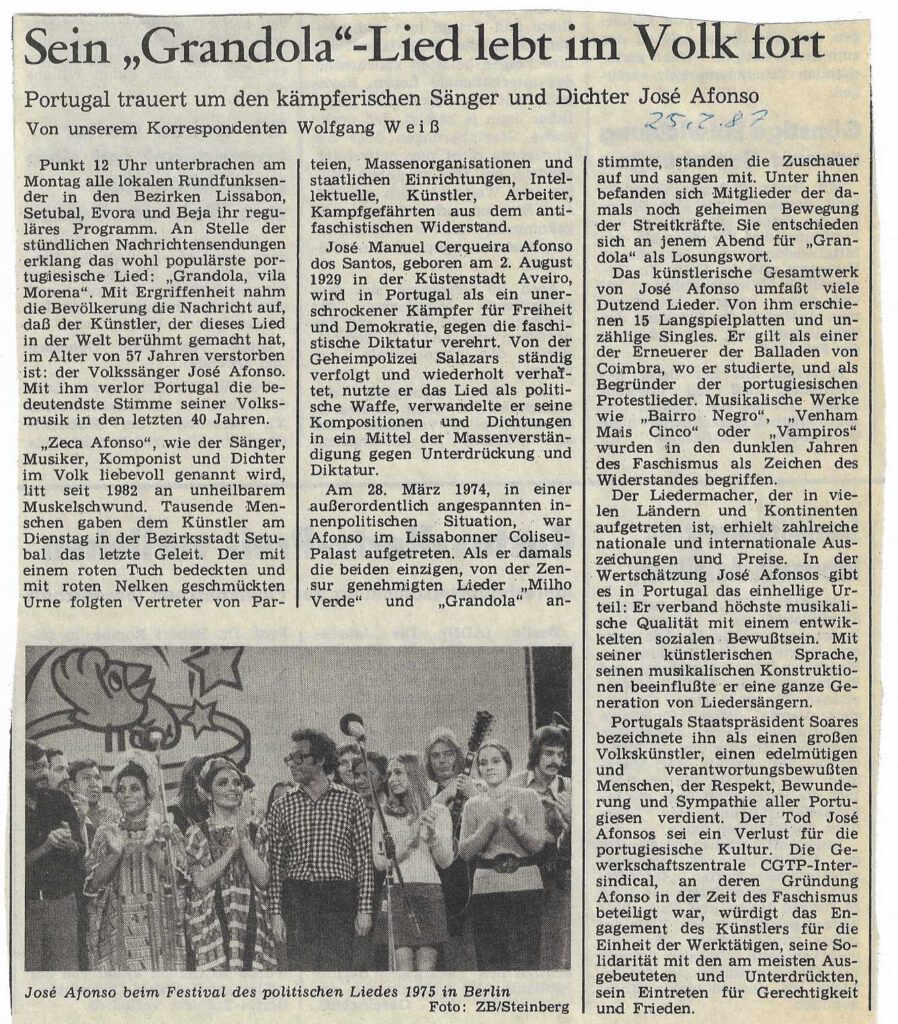 Sein „Grandola“-Lied lebt im Volk fort
Portugal trauert um den kämpferischen Sänger und Dichter José Afonso
25.2.87
Von unserem Korrespondenten Wolfgang Weiß
Punkt 12 Uhr unterbrachen am
Montag alle lokalen Rundfunksen-
der in den Bezirken Lissabon,
Setubal, Evora und Beja ihr regu-
läres Programm. An Stelle der
stündlichen Nachrichtensendungen
erklang das wohl populärste por-
tugiesische Lied: „Grandola, vila
Morena“. Mit Ergriffenheit nahm
die Bevölkerung die Nachricht auf,
daß der Künstler, der dieses Lied
in der Welt berühmt gemacht hat,
im Alter von 57 Jahren verstorben
ist: der Volkssänger José Afonso.
Mit ihm verlor Portugal die be-
deutendste Stimme seiner Volks-
musik in den letzten 40 Jahren.
„Zeca Afonso“, wie der Sänger,
Musiker, Komponist und Dichter
im Volk liebevoll genannt wird,
litt seit 1982 an unheilbarem
Muskelschwund. Tausende Men-
schen gaben dem Künstler am
Dienstag in der Bezirksstadt Setu-
bal das letzte Geleit. Der mit
einem roten Tuch bedeckten und
mit roten Nelken geschmückten
Urne folgten Vertreter von Par-
teien, Massenorganisationen und
staatlichen Einrichtungen, Intel-
lektuelle, Künstler, Arbeiter,
Kampfgefährten aus dem anti-
faschistischen Widerstand.
José Manuel Cerqueira Afonso
dos Santos, geboren am 2. August
1929 in der Küstenstadt Aveiro,
wird in Portugal als ein uner-
schrockener Kämpfer für Freiheit
und Demokratie, gegen die faschi-
stische Diktatur verehrt. Von der
Geheimpolizei Salazars ständig
verfolgt und wiederholt verhaf-
tet, nutzte er das Lied als politi-
sche Waffe, verwandelte er seine
Kompositionen und Dichtungen
in ein Mittel der Massenverstän-
digung gegen Unterdrückung und
Diktatur.
Am 28. März 1974, in einer
außerordentlich angespannten in-
nenpolitischen Situation, war
Afonso im Lissabonner Coliseu-
Palast aufgetreten. Als er damals
die beiden einzigen, von der Zen-
sur genehmigten Lieder „Milho
Verde“ und „Grandola“ an-
stimmte, standen die Zuschauer
auf und sangen mit. Unter ihnen
befanden sich Mitglieder der da-
mals noch geheimen Bewegung
der Streitkräfte. Sie entschieden
sich an jenem Abend für „Gran-
dola“ als Losungswort.
Das künstlerische Gesamtwerk
von José Afonso umfaßt viele
Dutzend Lieder. Von ihm erschie-
nen 15 Langspielplatten und un-
zählige Singles. Er gilt als einer
der Erneuerer der Balladen von
Coimbra, wo er studierte, und als
Begründer der portugiesischen
Protestlieder. Musikalische Werke
wie „Bairro Negro“, „Venham
Mais Cinco“ oder „Vampiros“
wurden in den dunklen Jahren
des Faschismus als Zeichen des
Widerstandes begriffen.
Der Liedermacher, der in vie-
len Ländern und Kontinenten
aufgetreten ist, erhielt zahlreiche
nationale und internationale Aus-
zeichnungen und Preise. In der
Wertschätzung José Afonsos gibt
es in Portugal das einhellige Ur-
teil: Er verband höchste musikali-
sche Qualität mit einem entwik-
kelten sozialen Bewußtsein. Mit
seiner künstlerischen Sprache,
seinen musikalischen Konstruktio-
nen beeinflußte er eine ganze Ge-
neration von Liedersängern.
Portugals Staatspräsident Soares
bezeichnete ihn als einen großen
Volkskünstler, einen edelmütigen
und verantwortungsbewußten
Menschen, der Respekt, Bewunde-
rung und Sympathie aller Portu-
giesen verdient. Der Tod José
Afonsos sei ein Verlust für die
portugiesische Kultur. Die Ge-
werkschaftszentrale CGTP-Inter-
sindical, an deren Gründung
Afonso in der Zeit des Faschismus
beteiligt war, würdigt das En-
gagement des Künstlers für die
Einheit der Werktätigen, seine So-
lidarität mit den am meisten Aus-
gebeuteten und Unterdrückten,
sein Eintreten für Gerechtigkeit
und Frieden.
José Afonso beim Festival des politischen Liedes 1975 in Berlin
Foto: ZB/Steinberg